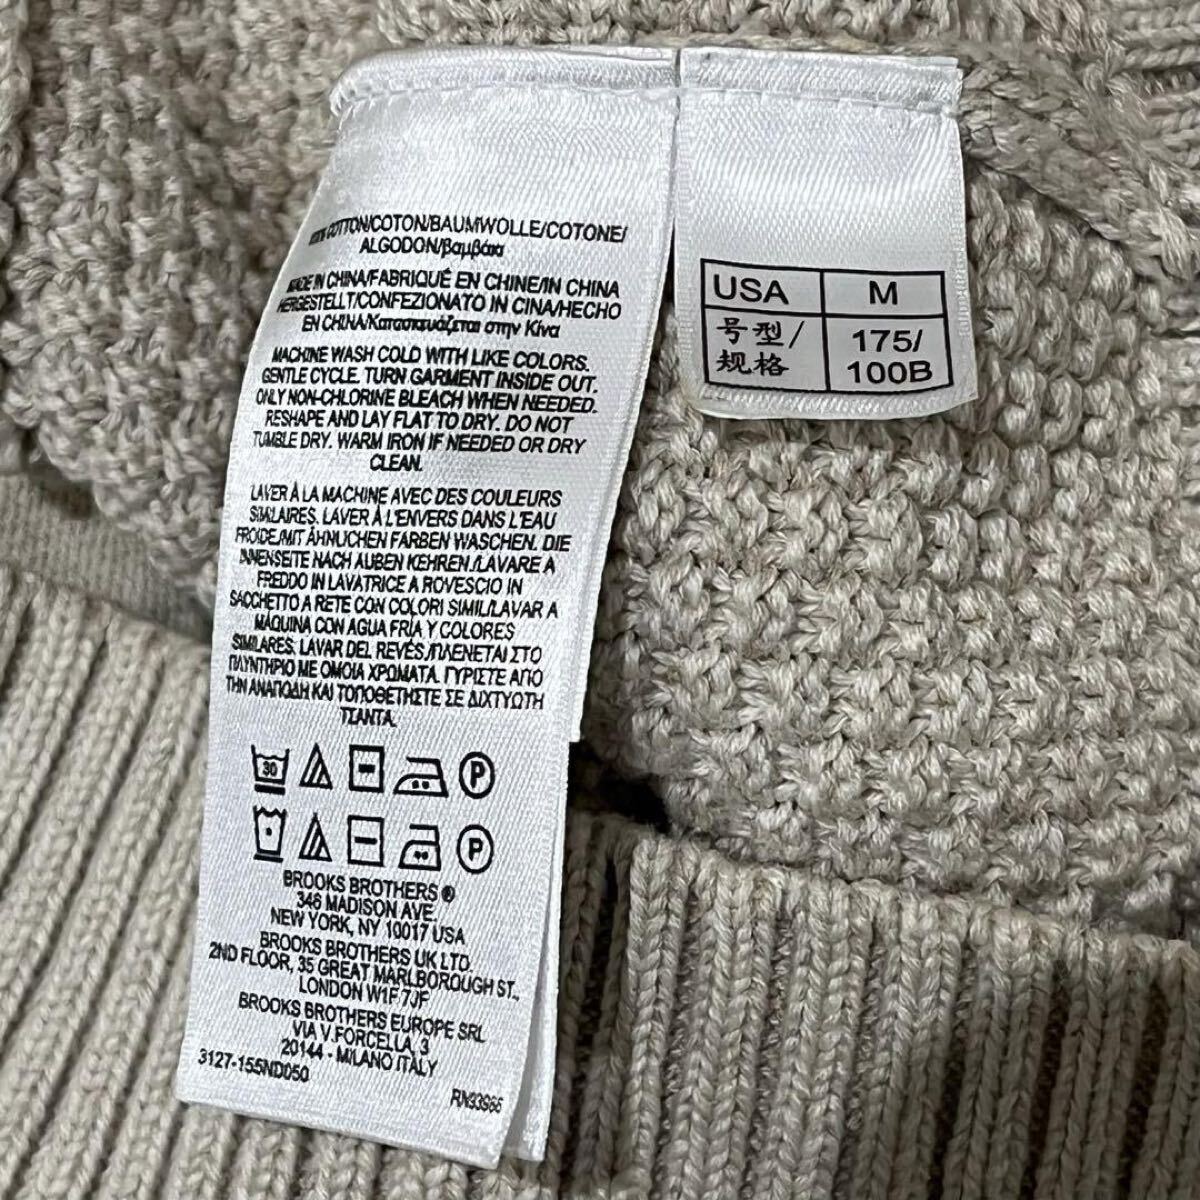 100% COTTON/COTON/BAUMWOLLE/COTONE/
ALGODON/βαμβάκι
MADE IN CHINA/FABRIQUÉ EN CHINE/IN CHINA
HERGESTELLT/CONFEZIONATO IN CINA/HECHO
EN CHINA/Κατασκευάζεται στην Κίνα
MACHINE WASH COLD WITH LIKE COLORS.
GENTLE CYCLE. TURN GARMENT INSIDE OUT.
ONLY NON-CHLORINE BLEACH WHEN NEEDED.
RESHAPE AND LAY FLAT TO DRY. DO NOT
TUMBLE DRY. WARM IRON IF NEEDED OR DRY
CLEAN.
LAVER À LA MACHINE AVEC DES COULEURS
SIMILAIRES. LAVER À L'ENVERS DANS L'EAU
FROIDE/MIT ÄHNLICHEN FARBEN WASCHEN. DIE
INNENSEITE NACH AUBEN KEHREN./LAVARE A
FREDDO IN LAVATRICE A ROVESCIO IN
SACCHETTO A RETE CON COLORI SIMILI/LAVAR A
MÁQUINA CON AGUA FRÍA Y COLORES
SIMILARES. LAVAR DEL REVÉS/ΠΛΕΝΕΤΑΙ ΣΤΟ
ΠΛΥΝΤΗΡΙΟ ΜΕ ΟΜΟΙΑ ΧΡΩΜΑΤΑ. ΓΥΡΙΣΤΕ ΑΠΟ
ΤΗΝ ΑΝΑΠΟΔΗ ΚΑΙ ΤΟΠΟΘΕΤΗΣΤΕ ΣΕ ΔΙΧΤΥΩΤΗ
ΤΣΑΝΤΑ.
30 P
P
BROOKS BROTHERS ®
346 MADISON AVE.
NEW YORK, NY 10017 USA
BROOKS BROTHERS UK LTD.
2ND FLOOR, 35 GREAT MARLBOROUGH ST.,
LONDON W1F 7JF
BROOKS BROTHERS EUROPE SRL
VIA V.FORCELLA, 3
20144 - MILANO ITALY
3127-155ND050
RN93966
USA M
号型/ 175/
规格 100B